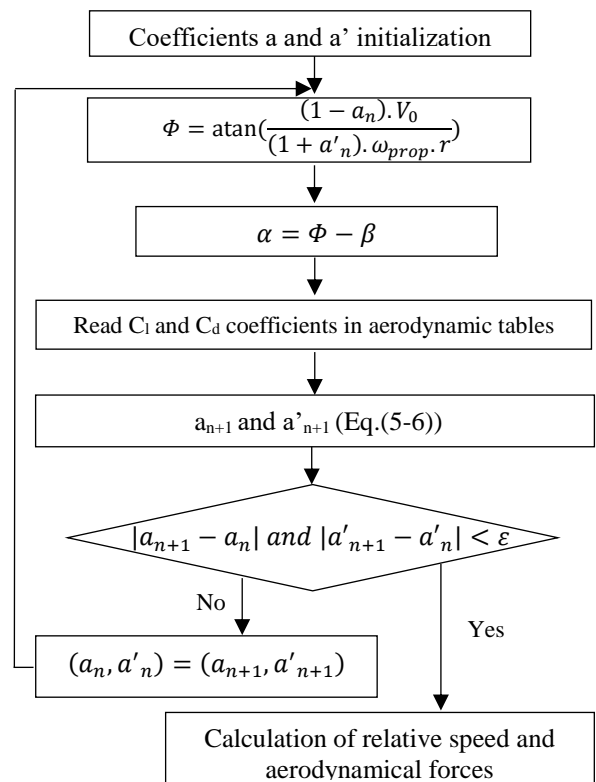 Coefficients a and a’ initialization
𝛷 = atan((1 − aₙ).V₀ / (1 + a′ₙ).ω_prop.r)
α = 𝛷 − β
Read Cₗ and C_d coefficients in aerodynamic tables
aₙ₊₁ and a’ₙ₊₁ (Eq.(5-6))
|aₙ₊₁ − aₙ| and |a′ₙ₊₁ − a′ₙ| < ε
No
Yes
(aₙ, a′ₙ) = (aₙ₊₁, a′ₙ₊₁)
Calculation of relative speed and
aerodynamical forces